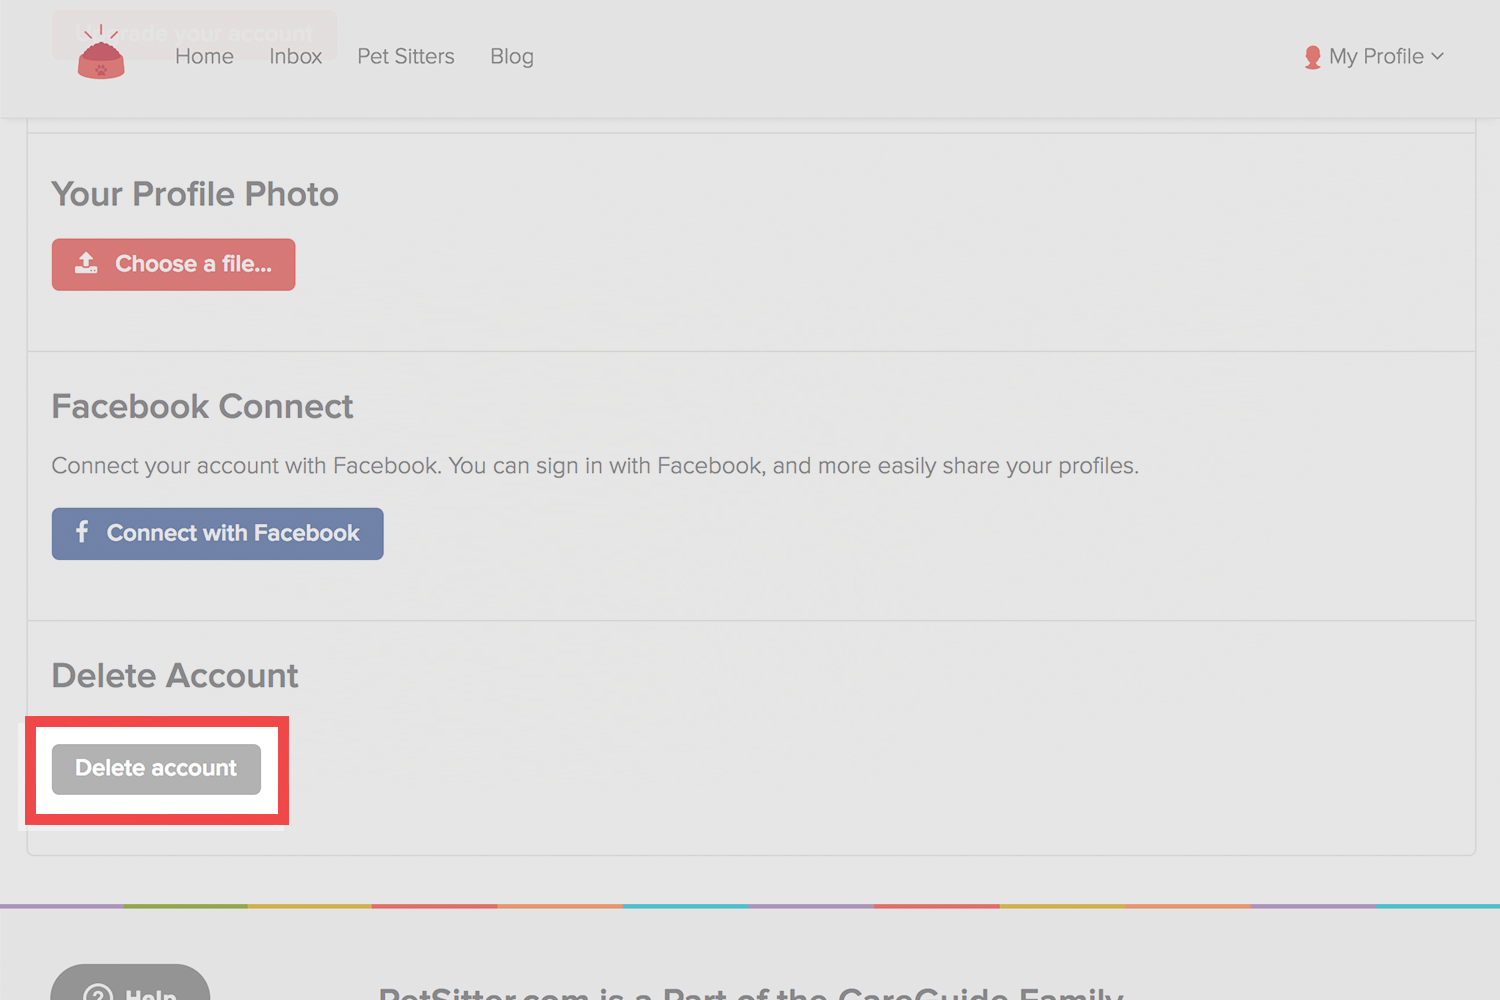 Upgrade your account
Home Inbox Pet Sitters Blog My Profile
Your Profile Photo
Choose a file...
Facebook Connect
Connect your account with Facebook. You can sign in with Facebook, and more easily share your profiles.
f Connect with Facebook
Delete Account
Delete account
? Help
PetSitter.com is a Part of the CareGuide Family